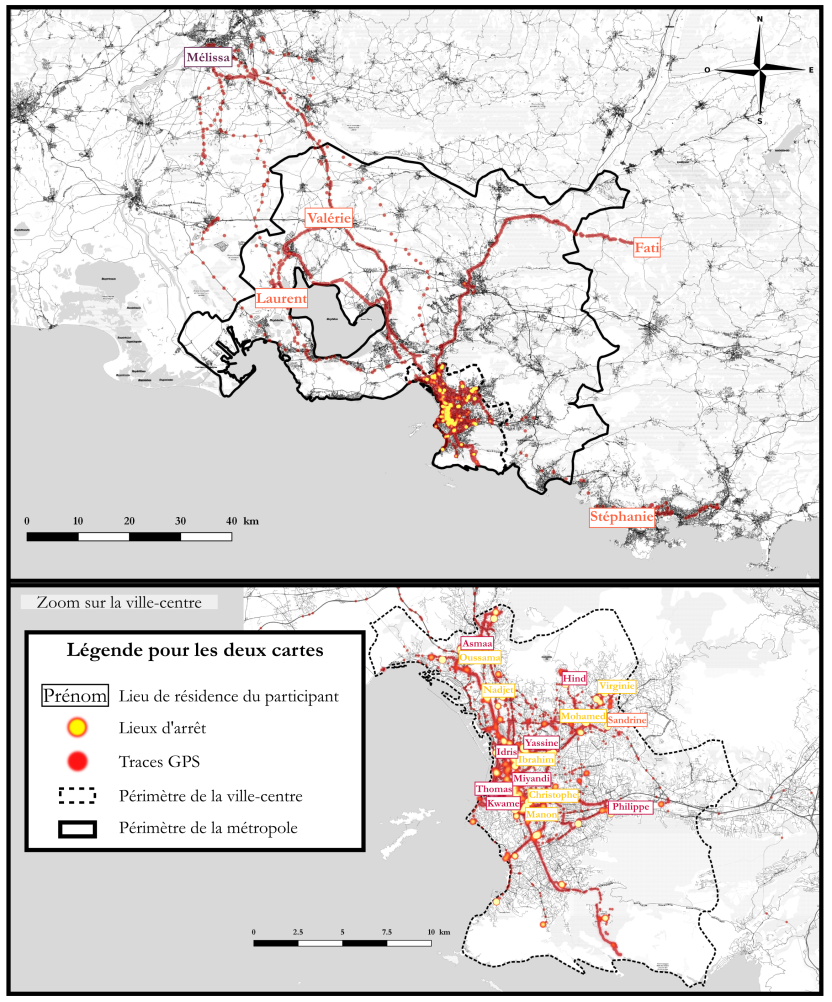 N
O
E
S
Mélissa
Valérie
Fati
Laurent
Stéphanie
0 10 20 30 40 km
Zoom sur la ville-centre
Légende pour les deux cartes
Prénom Lieu de résidence du participant
Lieux d'arrêt
Traces GPS
Périmètre de la ville-centre
Périmètre de la métropole
Asmaa
Oussama
Hind
Nadjet
Virginie
Mohamed
Sandrine
Yassine
Idris
Ibrahim
Miyandi
Thomas
Christophe
Kwame
Philippe
Manon
0 2.5 5 7.5 10 km